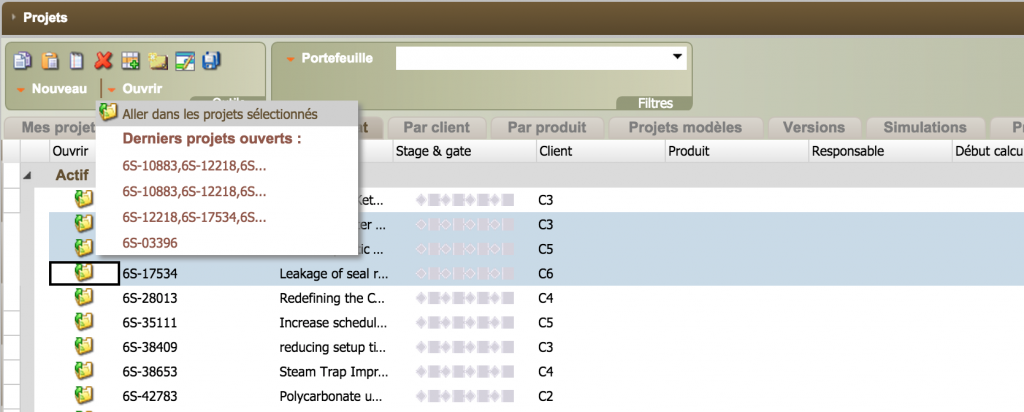 Projets
Portefeuille
Nouveau Ouvrir
Filtres
Aller dans les projets sélectionnés
Mes projet Par client Par produit Projets modèles Versions Simulations
Derniers projets ouverts :
Ouvrir Stage & gate Client Produit Responsable Début calcu
6S-10883,6S-12218,6S...
Actif
6S-10883,6S-12218,6S...
Ket... C3
6S-12218,6S-17534,6S...
er ... C3
6S-03396
tic ... C5
6S-17534 Leakage of seal r... C6
6S-28013 Redefining the C... C4
6S-35111 Increase schedul... C5
6S-38409 reducing setup ti... C3
6S-38653 Steam Trap Impr... C4
6S-42783 Polycarbonate u... C2